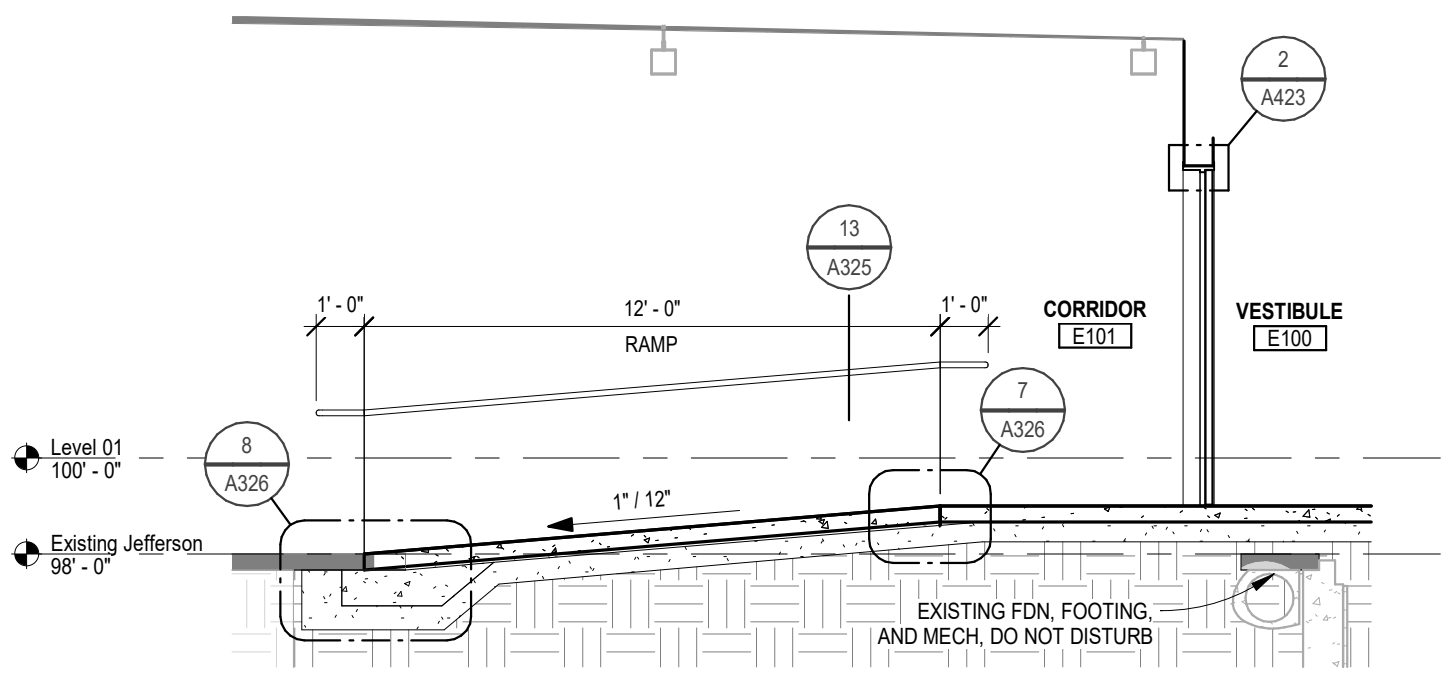 2
A423
13
A325
1' - 0"
12' - 0"
1' - 0"
RAMP
CORRIDOR
E101
VESTIBULE
E100
7
A326
8
A326
Level 01
100' - 0"
1" / 12"
Existing Jefferson
98' - 0"
EXISTING FDN, FOOTING,
AND MECH, DO NOT DISTURB